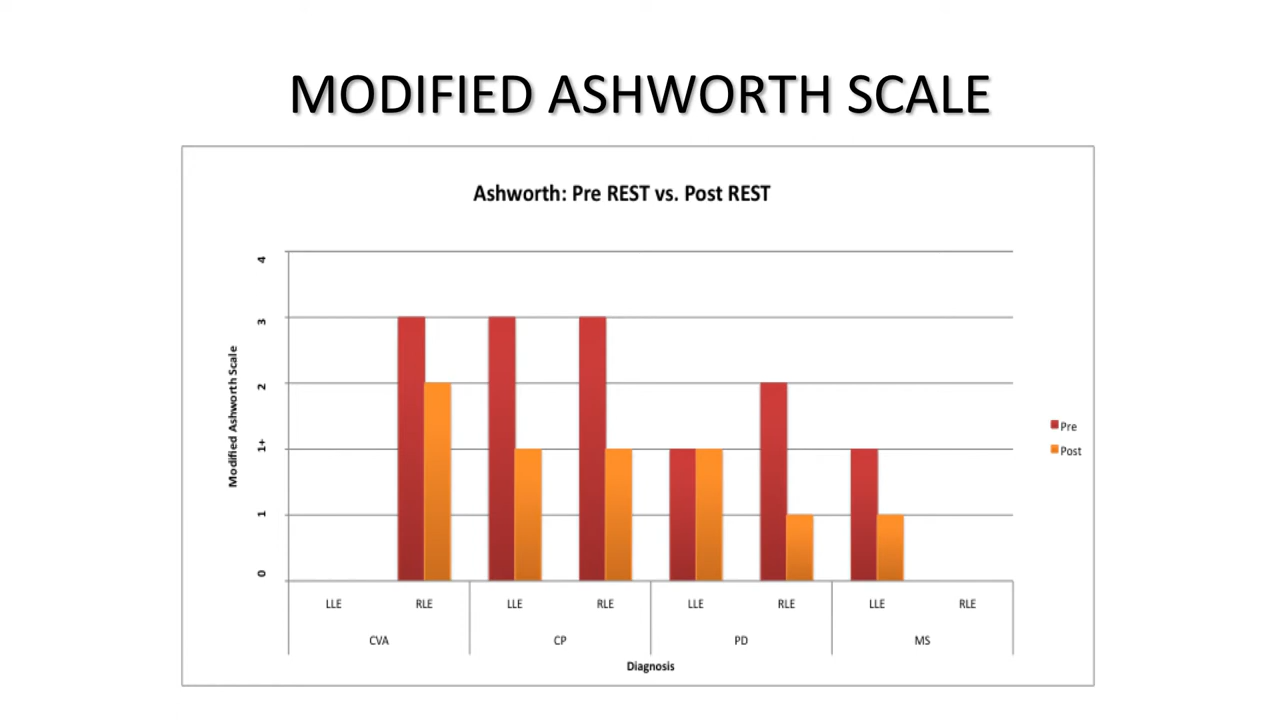 MODIFIED ASHWORTH SCALE
Ashworth: Pre REST vs. Post REST
Modified Ashworth Scale
4
3
2
1+
1
0
Pre
Post
LLE RLE LLE RLE LLE RLE LLE RLE
CVA CP PD MS
Diagnosis